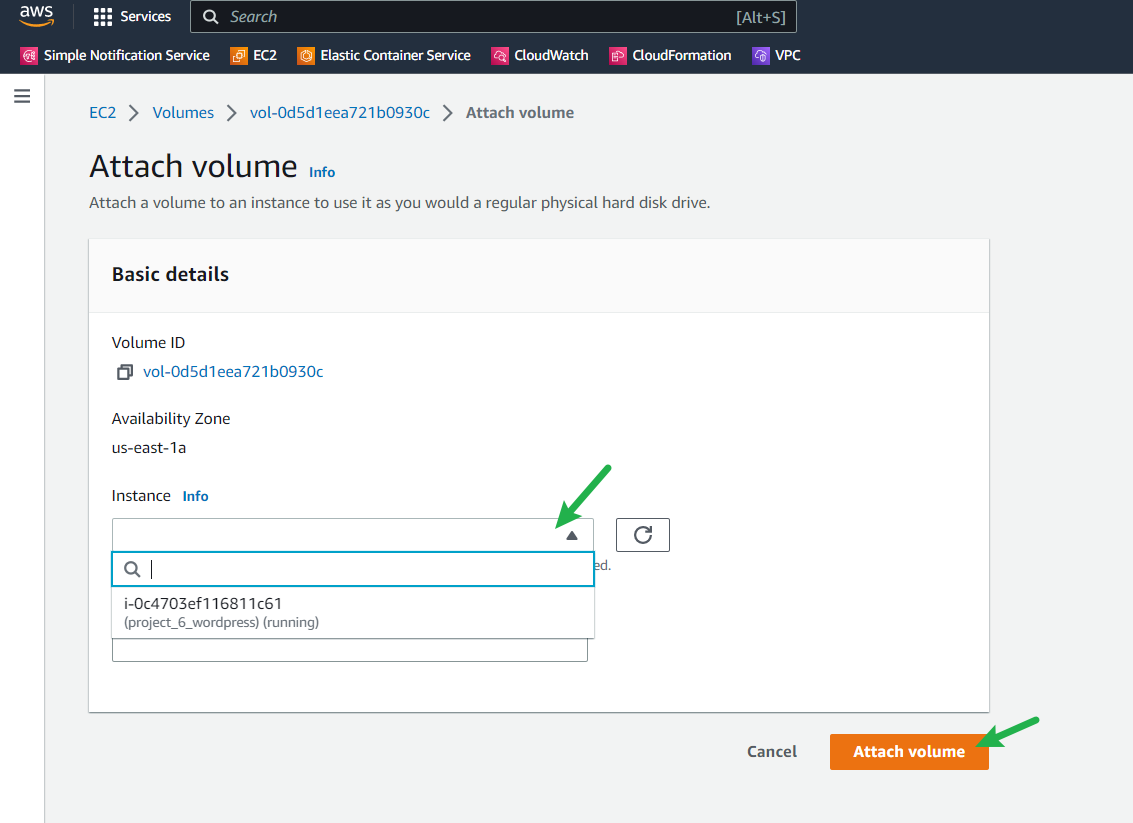 aws
Services
Search
[Alt+S]
Simple Notification Service
EC2
Elastic Container Service
CloudWatch
CloudFormation
VPC
EC2 > Volumes > vol-0d5d1eea721b0930c > Attach volume
Attach volume Info
Attach a volume to an instance to use it as you would a regular physical hard disk drive.
Basic details
Volume ID
vol-0d5d1eea721b0930c
Availability Zone
us-east-1a
Instance Info
ed.
i-0c4703ef116811c61
(project_6_wordpress) (running)
Cancel
Attach volume